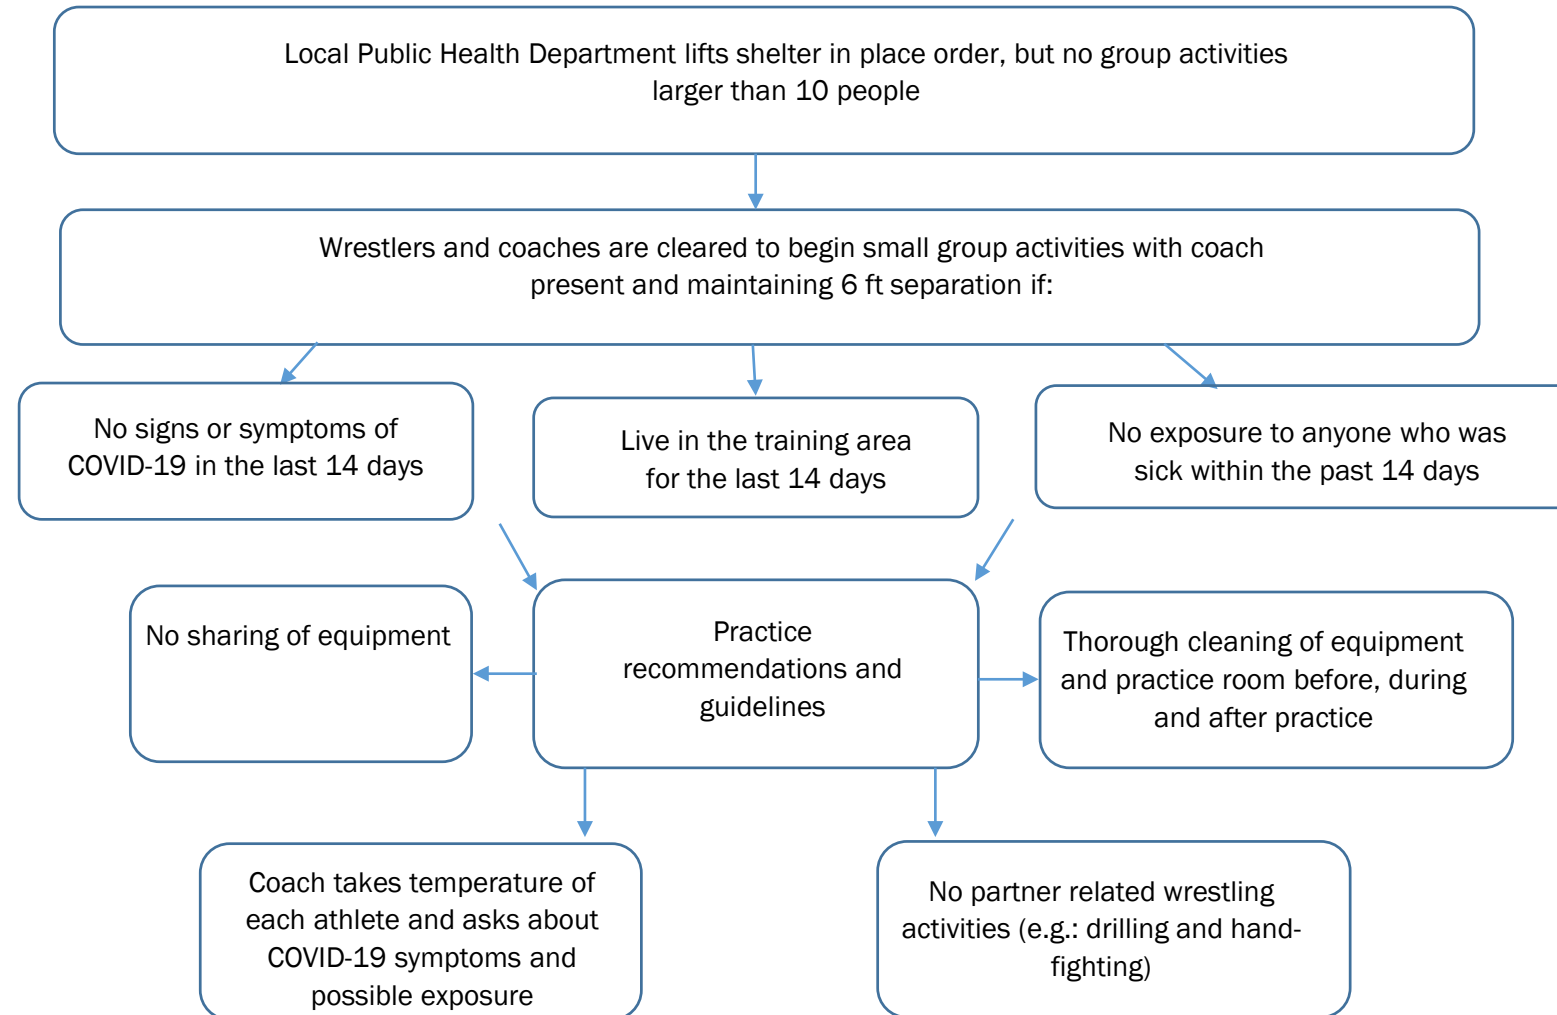 Local Public Health Department lifts shelter in place order, but no group activities
larger than 10 people
Wrestlers and coaches are cleared to begin small group activities with coach
present and maintaining 6 ft separation if:
No signs or symptoms of
COVID-19 in the last 14 days
Live in the training area
for the last 14 days
No exposure to anyone who was
sick within the past 14 days
No sharing of equipment
Practice
recommendations and
guidelines
Thorough cleaning of equipment
and practice room before, during
and after practice
Coach takes temperature of
each athlete and asks about
COVID-19 symptoms and
possible exposure
No partner related wrestling
activities (e.g.: drilling and hand-
fighting)